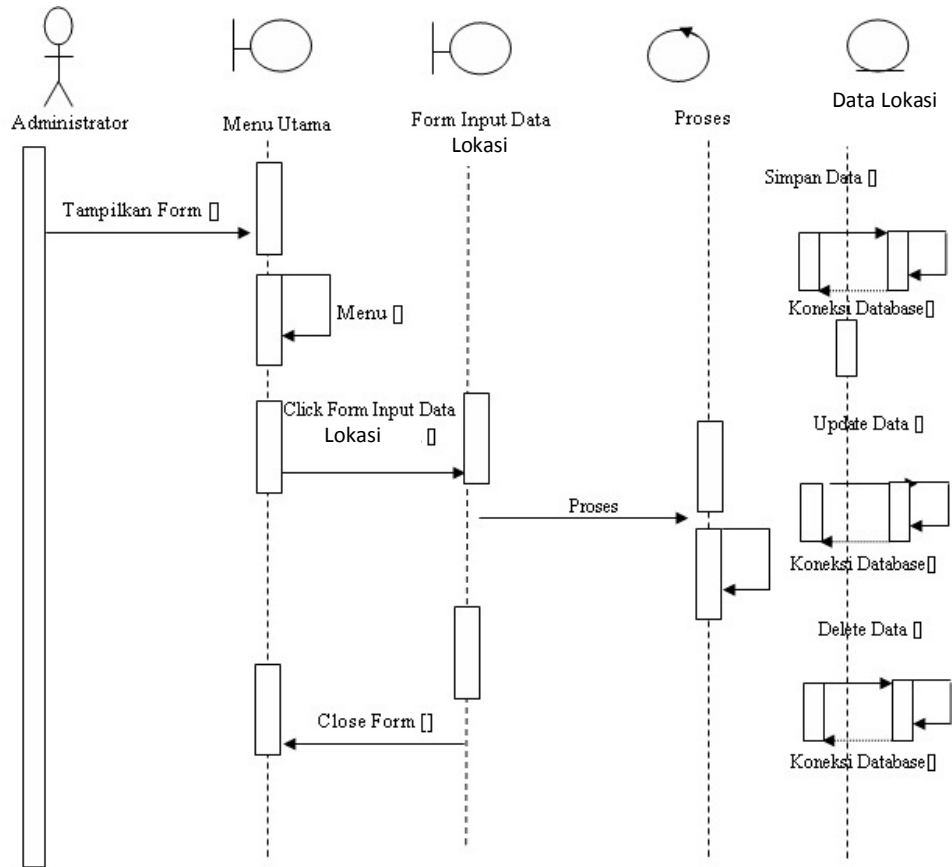 Administrator
Menu Utama
Form Input Data
Lokasi
Proses
Data Lokasi
Simpan Data []
Tampilkan Form []
Koneksi Database[]
Menu []
Click Form Input Data
Lokasi []
Update Data []
Proses
Koneksi Database[]
Delete Data []
Close Form []
Koneksi Database[]